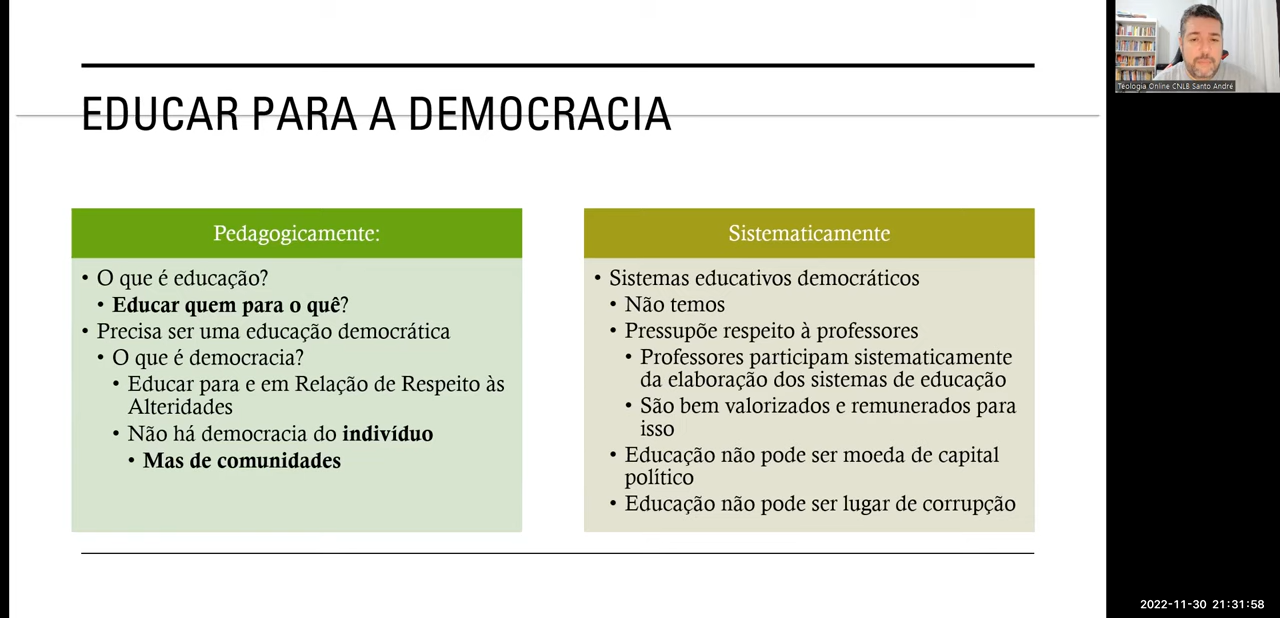 EDUCAR PARA A DEMOCRACIA
Pedagogicamente:
• O que é educação?
• Educar quem para o quê?
• Precisa ser uma educação democrática
• O que é democracia?
• Educar para e em Relação de Respeito às
Alteridades
• Não há democracia do indivíduo
• Mas de comunidades
Sistematicamente
• Sistemas educativos democráticos
• Não temos
• Pressupõe respeito à professores
• Professores participam sistematicamente
da elaboração dos sistemas de educação
• São bem valorizados e remunerados para
isso
• Educação não pode ser moeda de capital
político
• Educação não pode ser lugar de corrupção
Teologia Online CNLB Santo André
2022-11-30 21:31:58